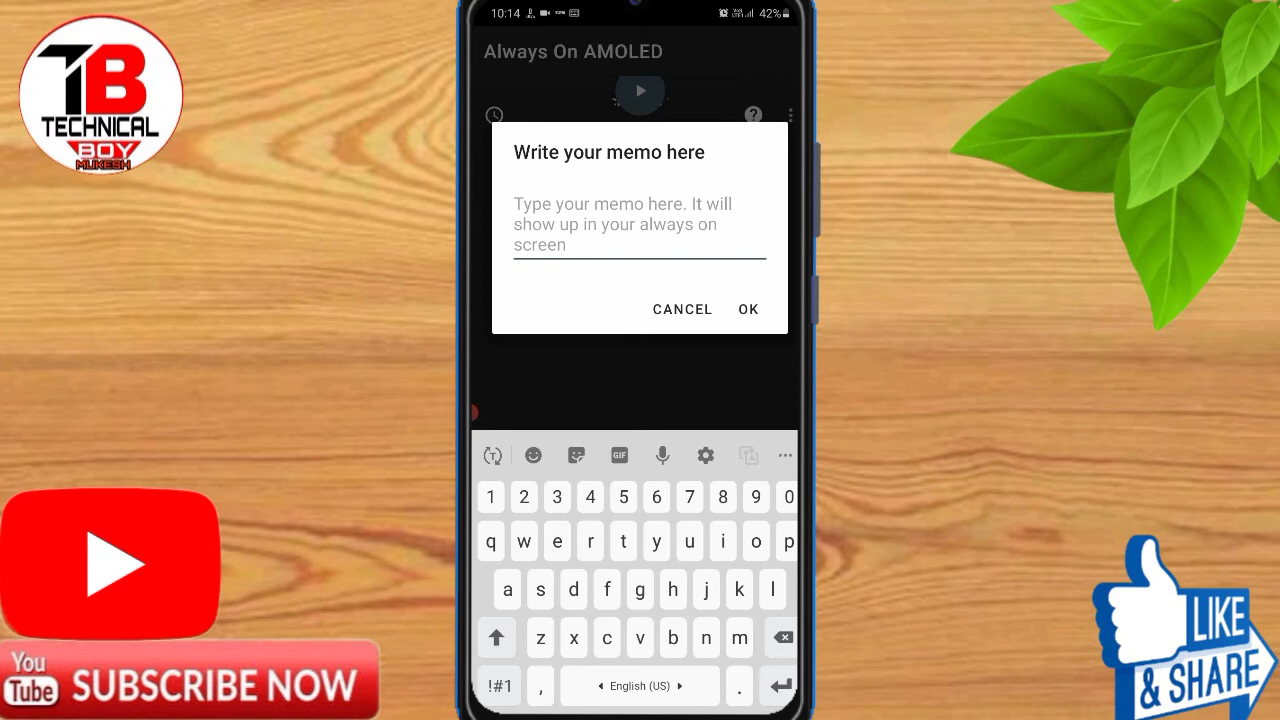 TB
TECHNICAL
BOY
MUKESH
10:14
42%
Always On AMOLED
Write your memo here
Type your memo here. It will
show up in your always on
screen
CANCEL OK
GIF
1 2 3 4 5 6 7 8 9 0
q w e r t y u i o p
a s d f g h j k l
z x c v b n m
!#1 , English (US) .
You
Tube
SUBSCRIBE NOW
LIKE
& SHARE